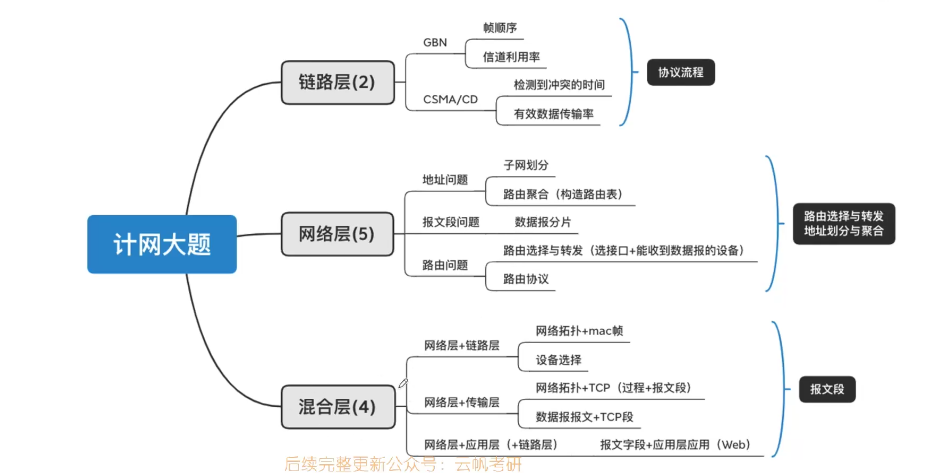 计网大题
链路层(2)
GBN
帧顺序
信道利用率
CSMA/CD
检测到冲突的时间
有效数据传输率
协议流程
网络层(5)
地址问题
子网划分
路由聚合（构造路由表）
报文段问题
数据报分片
路由问题
路由选择与转发（选接口+能收到数据报的设备）
路由协议
路由选择与转发
地址划分与聚合
混合层(4)
网络层+链路层
网络拓扑+mac帧
设备选择
网络层+传输层
网络拓扑+TCP（过程+报文段）
数据报报文+TCP段
网络层+应用层（+链路层）
报文字段+应用层应用（Web）
报文段
后续完整更新公众号：云帆考研